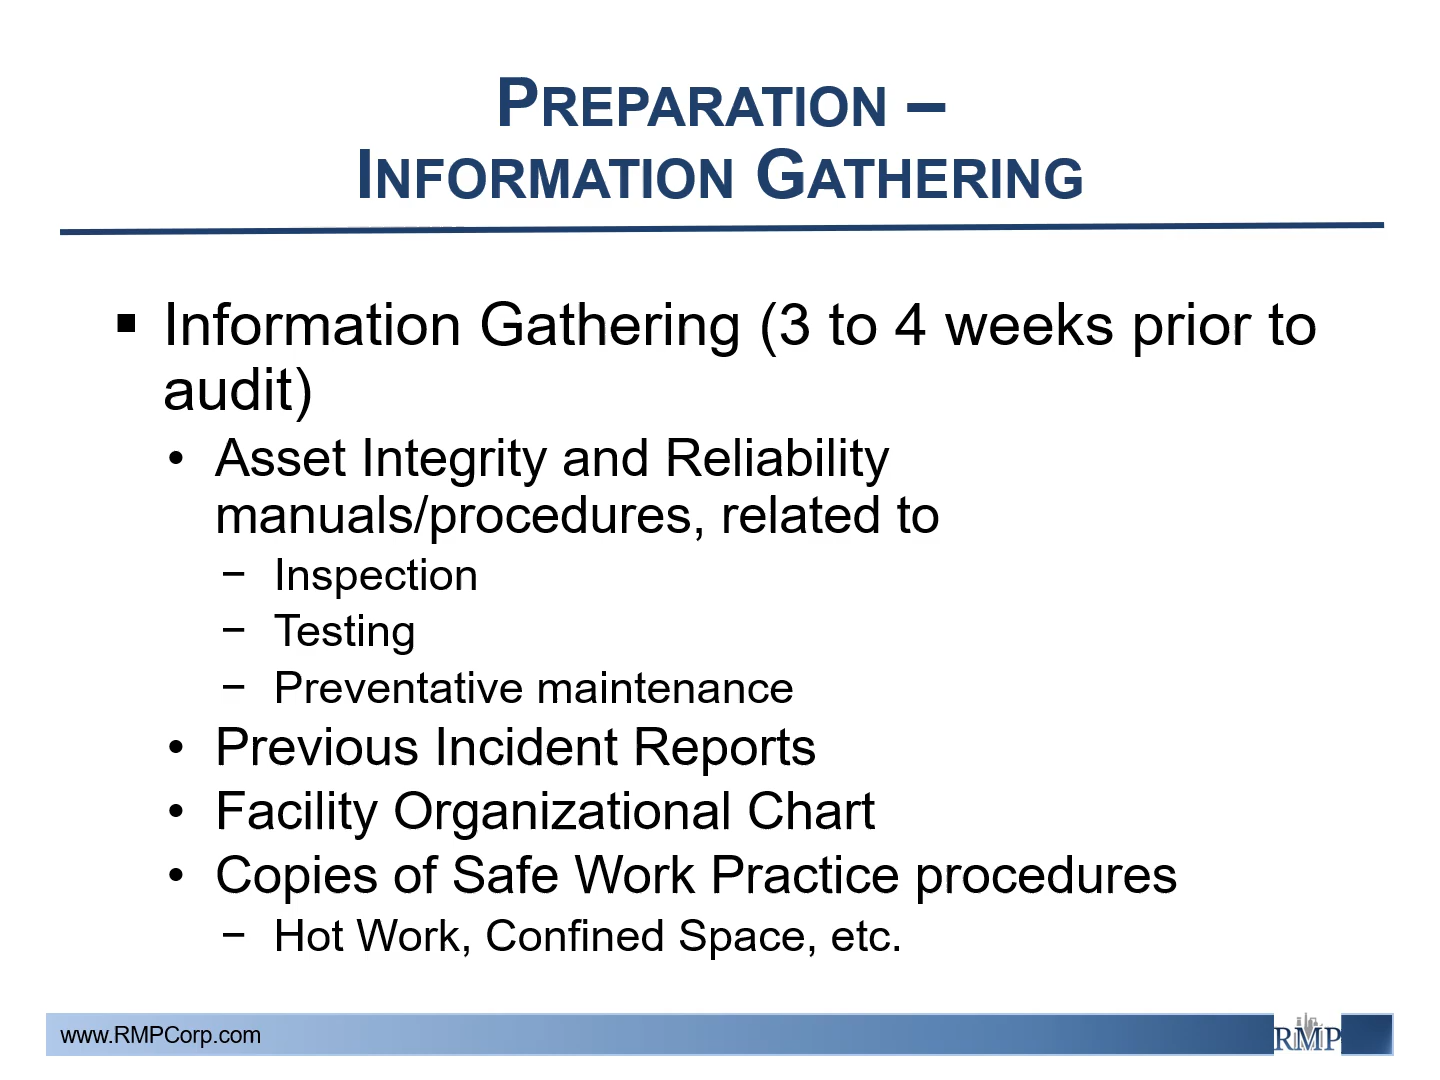 PREPARATION –
INFORMATION GATHERING
▪ Information Gathering (3 to 4 weeks prior to
audit)
• Asset Integrity and Reliability
manuals/procedures, related to
− Inspection
− Testing
− Preventative maintenance
• Previous Incident Reports
• Facility Organizational Chart
• Copies of Safe Work Practice procedures
− Hot Work, Confined Space, etc.
www.RMPCorp.com
RMP